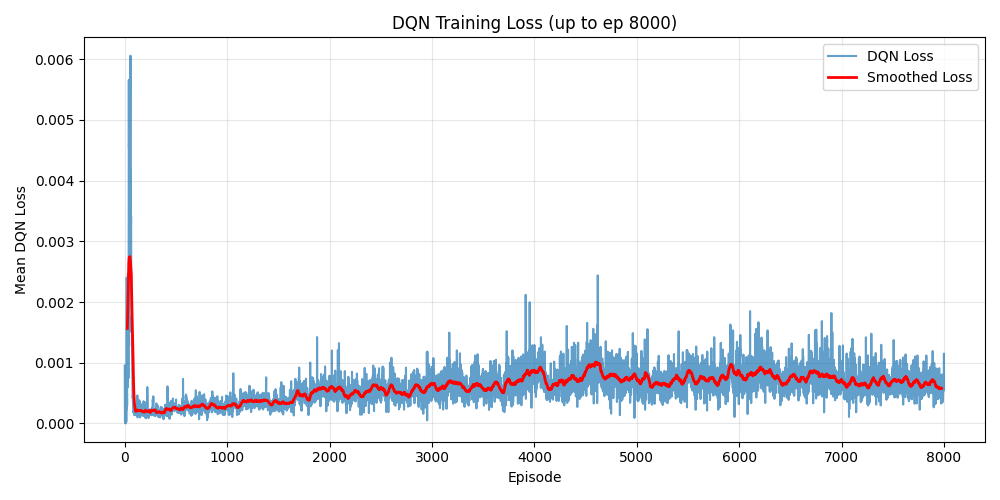 DQN Training Loss (up to ep 8000)
DQN Loss
Smoothed Loss
Mean DQN Loss
0.006
0.005
0.004
0.003
0.002
0.001
0.000
0 1000 2000 3000 4000 5000 6000 7000 8000
Episode